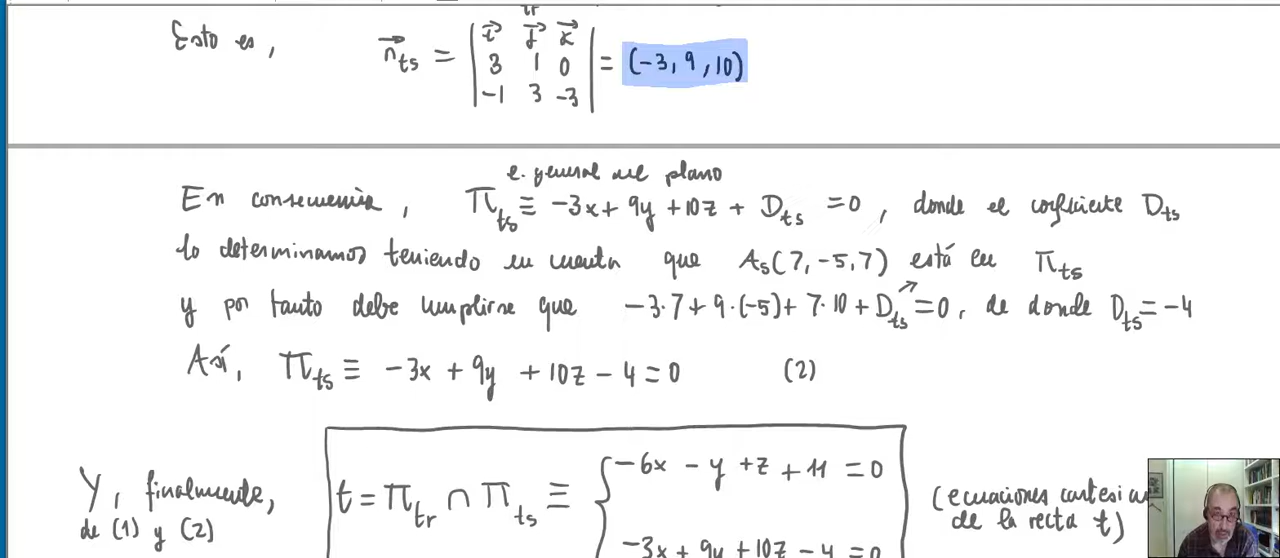 Esto es, n⃗ts = | i⃗ j⃗ k⃗ |
| 3 1 0 | = (-3, 9, 10)
| -1 3 -3 |
e. general del plano
En consecuencia, πts ≡ -3x + 9y + 10z + Dts = 0, donde el coeficiente Dts
lo determinamos teniendo en cuenta que As(7, -5, 7) está en πts
y por tanto debe cumplirse que -3·7 + 9·(-5) + 7·10 + Dts = 0, de donde Dts = -4
Así, πts ≡ -3x + 9y + 10z - 4 = 0 (2)
Y, finalmente,
de (1) y (2)
t = πtr ∩ πts ≡ { -6x - y + z + 11 = 0
-3x + 9y + 10z - 4 = 0
(ecuaciones
de la recta t)